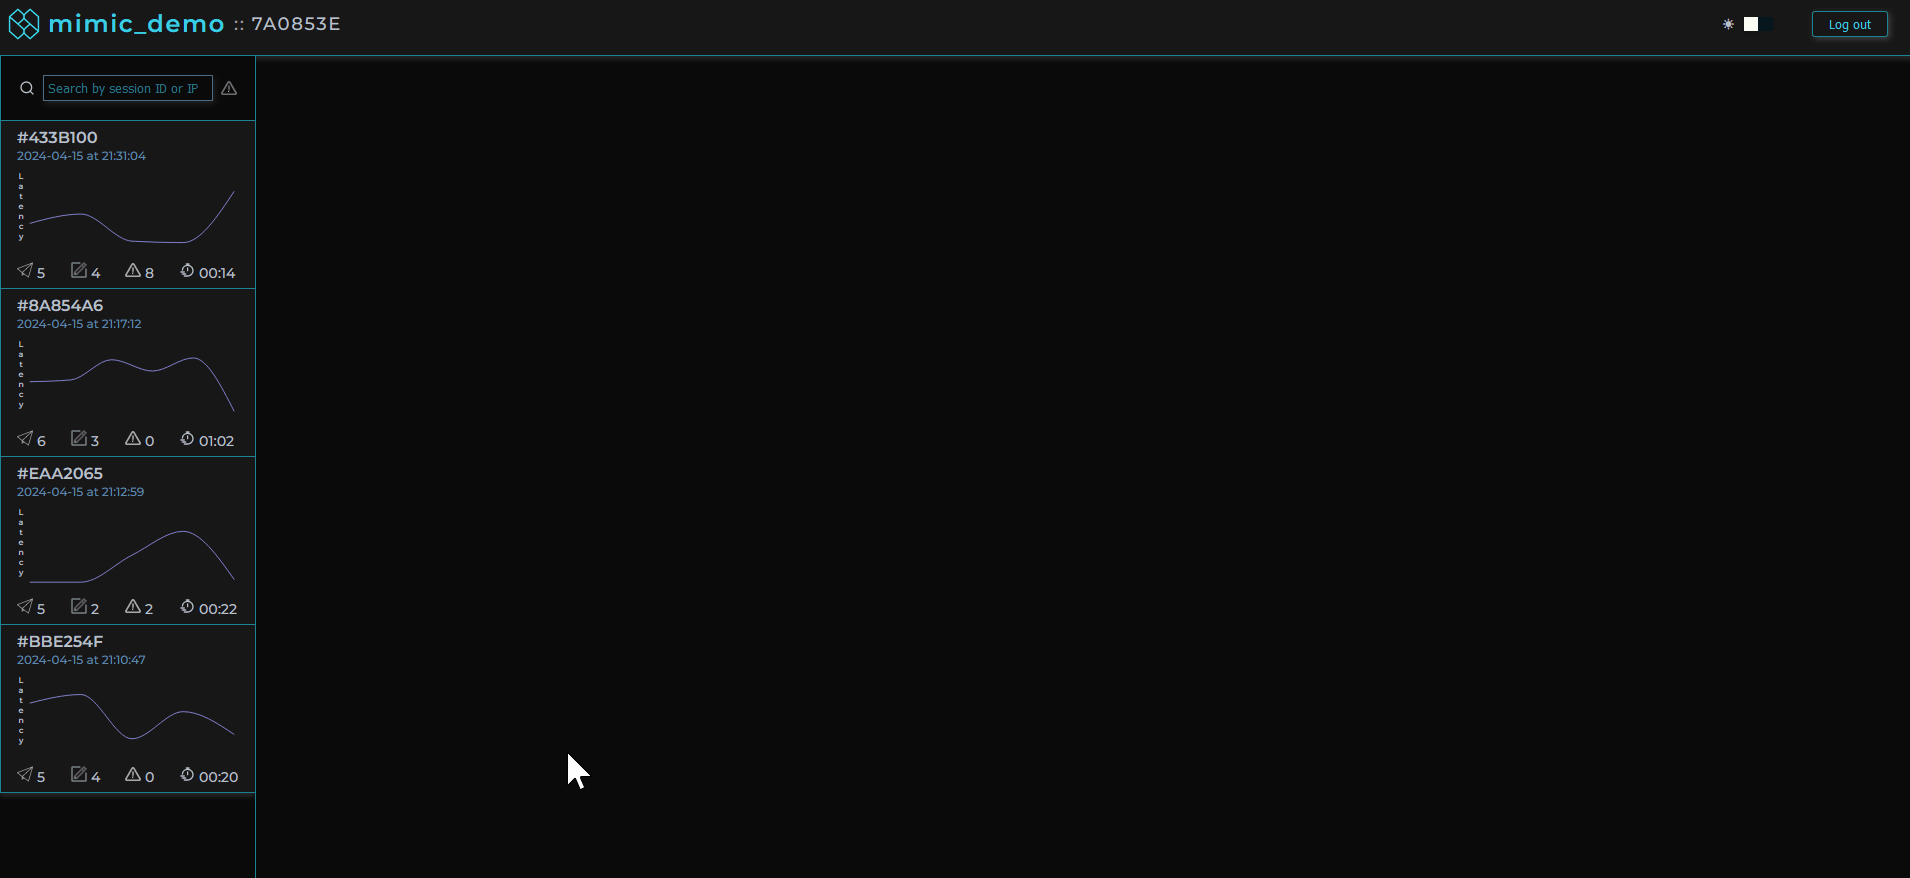 mimic_demo :: 7A0853E
Log out
Search by session ID or IP
#433B100
2024-04-15 at 21:31:04
Latency
5 4 8 00:14
#8A854A6
2024-04-15 at 21:17:12
Latency
6 3 0 01:02
#EAA2065
2024-04-15 at 21:12:59
Latency
5 2 2 00:22
#BBE254F
2024-04-15 at 21:10:47
Latency
5 4 0 00:20